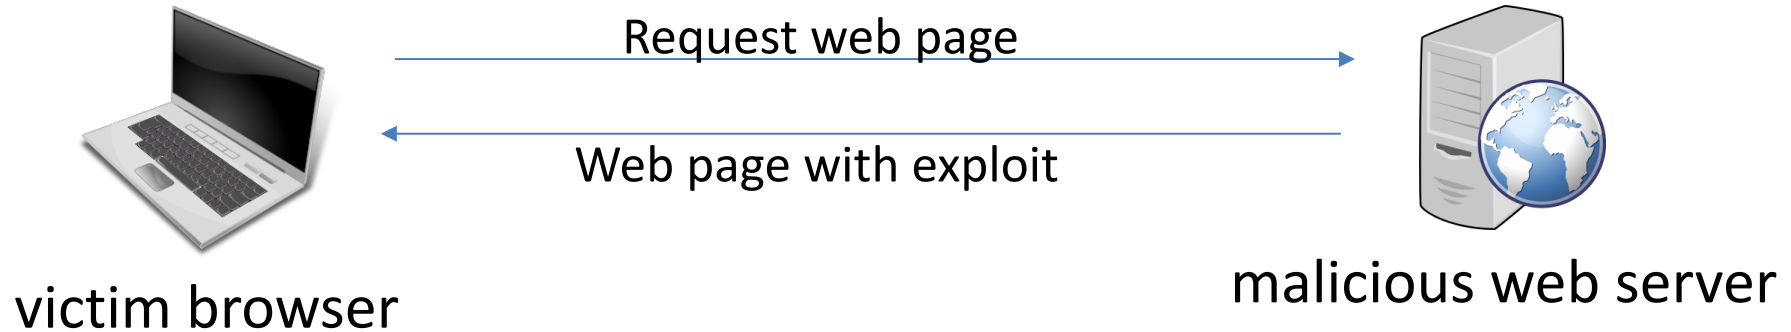 Request web page
Web page with exploit
victim browser
malicious web server